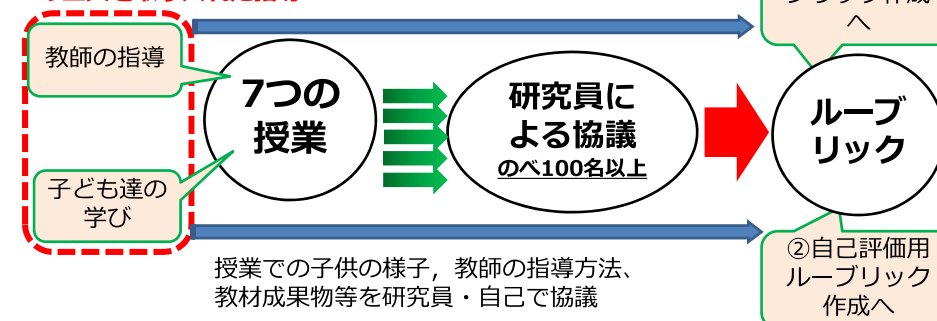 へ
教師の指導
7つの
授業
研究員に
よる協議
のべ100名以上
ルーブ
リック
子ども達の
学び
②自己評価用
ルーブリック
作成へ
授業での子供の様子，教師の指導方法、
教材成果物等を研究員・自己で協議